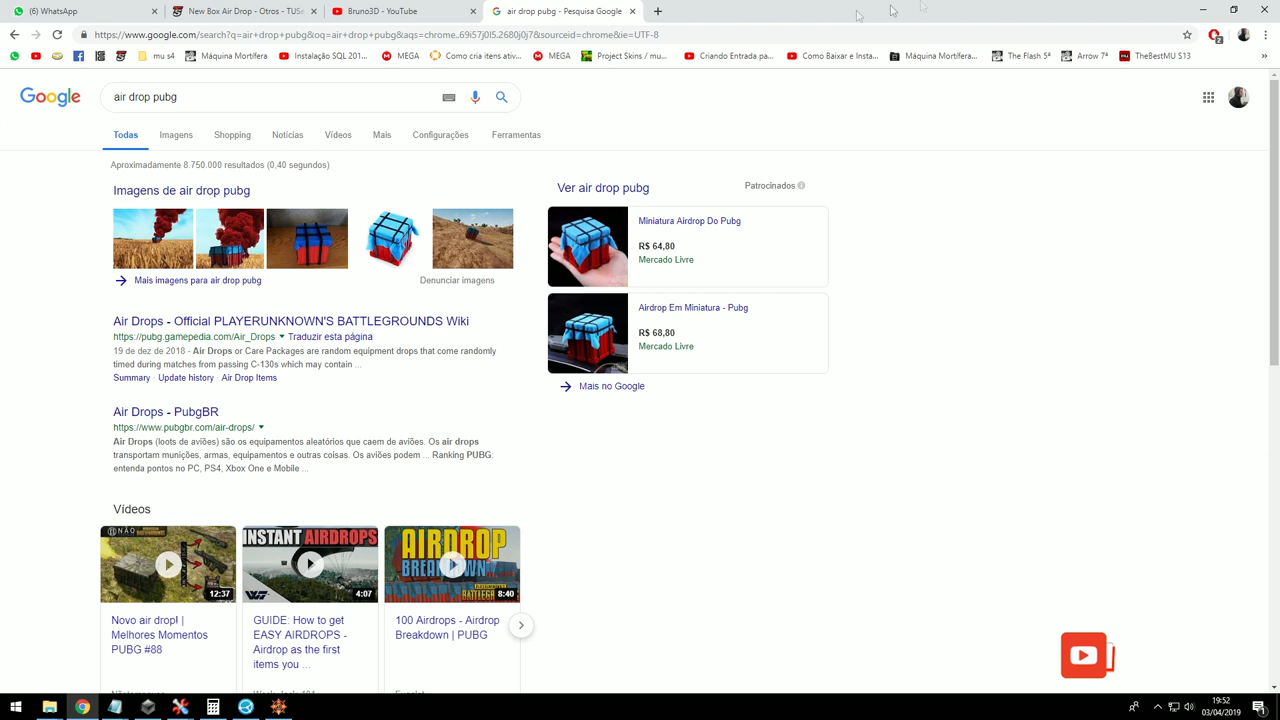 (6) WhatsApp
New Box Air Drop - Otros - TUSe
Bruno3D - YouTube
air drop pubg - Pesquisa Google
https://www.google.com/search?q=air+drop+pubg&oq=air+drop+pubg&aqs=chrome..69i57j0l5.2680j0j7&sourceid=chrome&ie=UTF-8
2
mu s4
Máquina Mortífera
Instalação SQL 201...
MEGA
Como cria itens ativ...
MEGA
Project Skins / mu...
Criando Entrada pa...
Como Baixar e Insta...
Máquina Mortífera...
The Flash 5ª
Arrow 7ª
TheBestMU S13
Google
air drop pubg
Todas
Imagens
Shopping
Notícias
Vídeos
Mais
Configurações
Ferramentas
Aproximadamente 8.750.000 resultados (0,40 segundos)
Imagens de air drop pubg
Mais imagens para air drop pubg
Denunciar imagens
Air Drops - Official PLAYERUNKNOWN'S BATTLEGROUNDS Wiki
https://pubg.gamepedia.com/Air_Drops Traduzir esta página
19 de dez de 2018 - Air Drops or Care Packages are random equipment drops that come randomly
timed during matches from passing C-130s which may contain ...
Summary · Update history · Air Drop Items
Air Drops - PubgBR
https://www.pubgbr.com/air-drops/
Air Drops (loots de aviões) são os equipamentos aleatórios que caem de aviões. Os air drops
transportam munições, armas, equipamentos e outras coisas. Os aviões podem ... Ranking PUBG:
entenda pontos no PC, PS4, Xbox One e Mobile ...
Ver air drop pubg
Patrocinados
Miniatura Airdrop Do Pubg
R$ 64,80
Mercado Livre
Airdrop Em Miniatura - Pubg
R$ 68,80
Mercado Livre
Mais no Google
Vídeos
NÃO
12:37
Novo air drop! |
Melhores Momentos
PUBG #88
INSTANT AIRDROPS
4:07
GUIDE: How to get
EASY AIRDROPS -
Airdrop as the first
items you ...
AIRDROP
BREAKDOWN
8:40
100 Airdrops - Airdrop
Breakdown | PUBG
19:52
03/04/2019
1